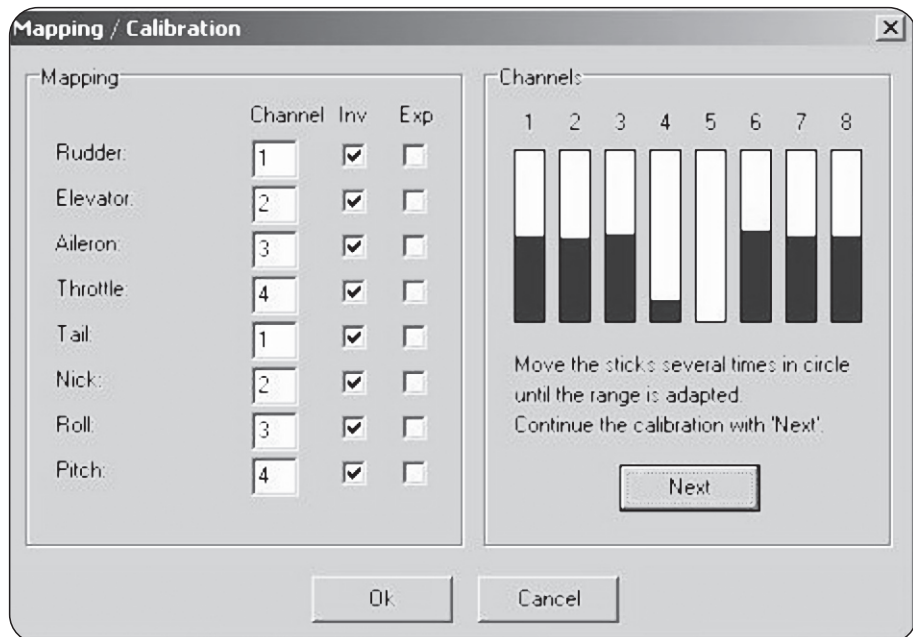 Mapping / Calibration
Mapping
Channel Inv Exp
Rudder: 1
Elevator: 2
Aileron: 3
Throttle: 4
Tail: 1
Nick: 2
Roll: 3
Pitch: 4
Channels
1 2 3 4 5 6 7 8
Move the sticks several times in circle
until the range is adapted.
Continue the calibration with 'Next'.
Next
Ok Cancel